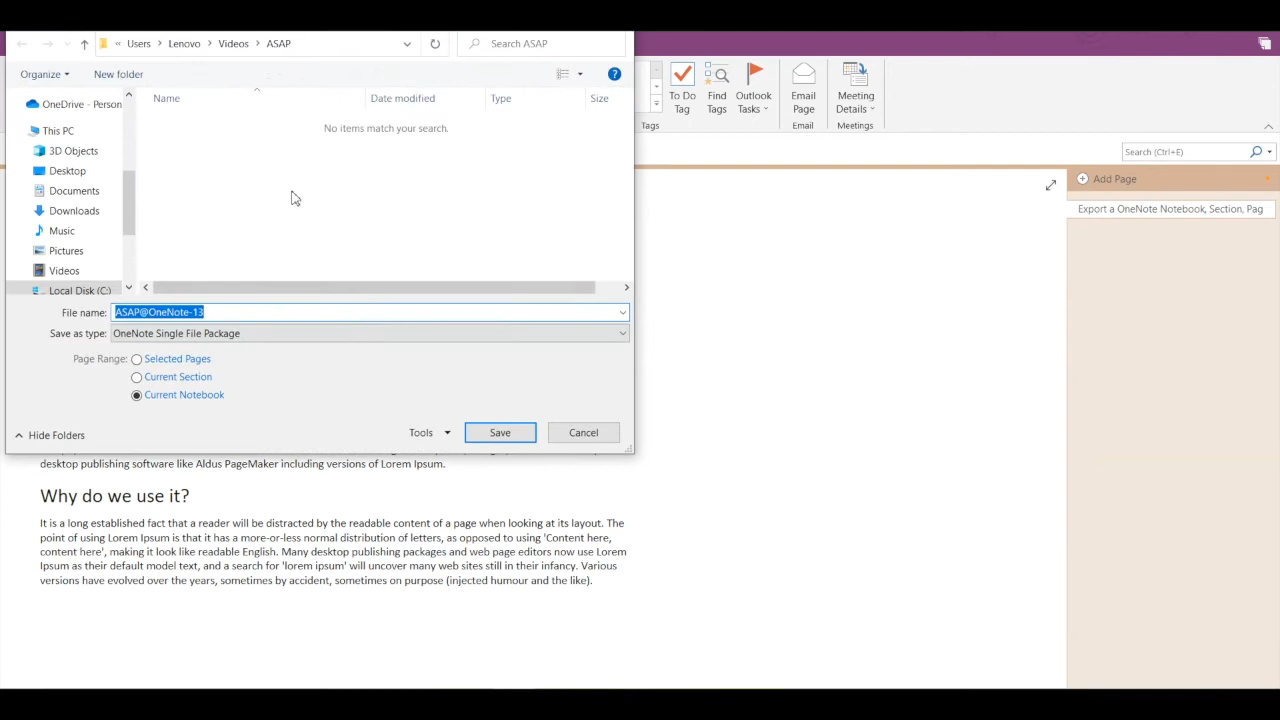 « Users > Lenovo > Videos > ASAP
Search ASAP
Organize
New folder
Name
Date modified
Type
Size
No items match your search.
OneDrive - Person
This PC
3D Objects
Desktop
Documents
Downloads
Music
Pictures
Videos
Local Disk (C:)
File name: ASAP@OneNote-13
Save as type: OneNote Single File Package
Page Range:
Selected Pages
Current Section
Current Notebook
Hide Folders
Tools
Save
Cancel
To Do
Tag
Find
Tags
Outlook
Tasks
Email
Page
Meeting
Details
Tags
Email
Meetings
Search (Ctrl+E)
Add Page
Export a OneNote Notebook, Section, Pag
desktop publishing software like Aldus PageMaker including versions of Lorem Ipsum.
Why do we use it?
It is a long established fact that a reader will be distracted by the readable content of a page when looking at its layout. The
point of using Lorem Ipsum is that it has a more-or-less normal distribution of letters, as opposed to using 'Content here,
content here', making it look like readable English. Many desktop publishing packages and web page editors now use Lorem
Ipsum as their default model text, and a search for 'lorem ipsum' will uncover many web sites still in their infancy. Various
versions have evolved over the years, sometimes by accident, sometimes on purpose (injected humour and the like).